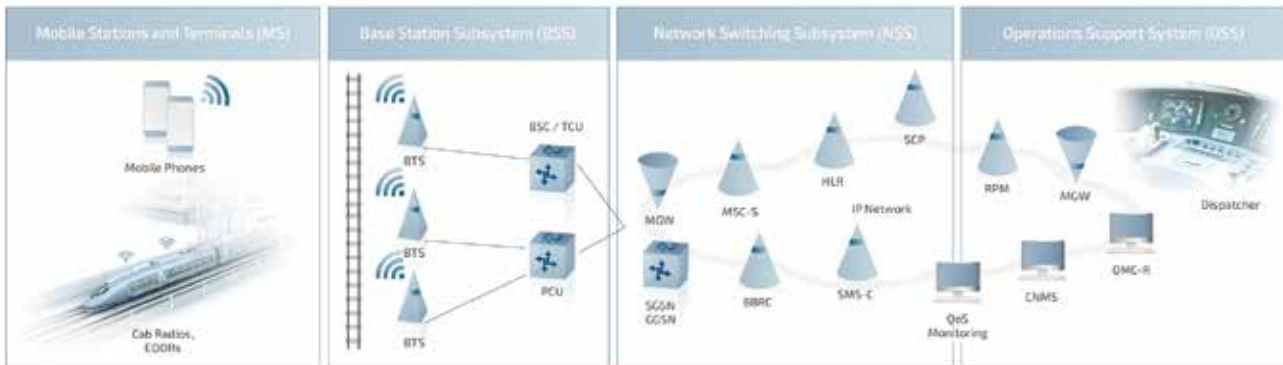 Mobile Stations and Terminals (MS)
Base Station Subsystem (BSS)
Network Switching Subsystem (NSS)
Operations Support System (OSS)
Mobile Phones
Cab Radios,
EDORs
BTS
BTS
BTS
BSC / TCU
PCU
MGW
MSC-S
HLR
SCP
IP Network
SGSN
GGSN
SMS-C
QoS
Monitoring
RPM
MGW
Dispatcher
CNMS
OMC-R